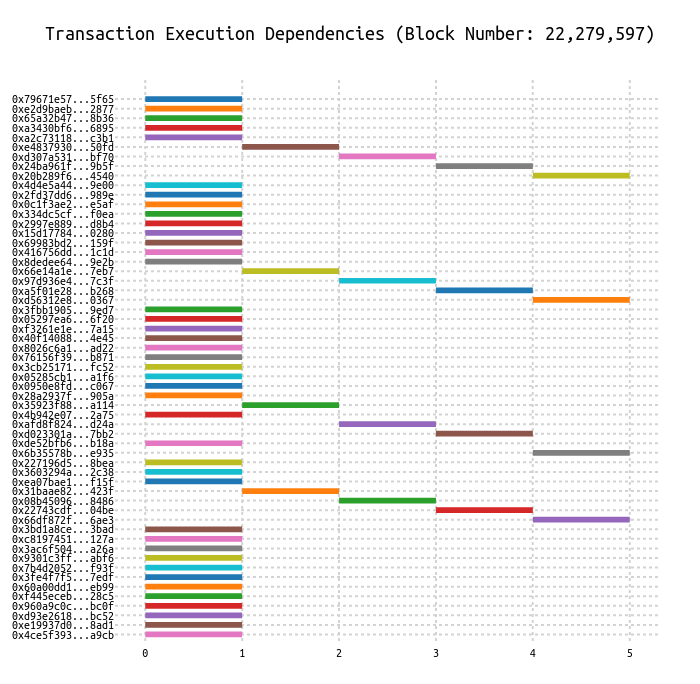 Transaction Execution Dependencies (Block Number: 22,279,597)
0x79671e57...5f65
0xe2d9baeb...2877
0x65a32b47...8b36
0xa3430bf6...6895
0xa2c73118...c3b1
0xe4837930...50fd
0xd307a531...bf70
0x24ba961f...9b5f
0x20b289f6...4540
0x4d4e5a44...9e00
0x2fd37dd6...989e
0x0c1f3ae2...e5af
0x334dc5cf...f0ea
0x2997e889...d8b4
0x15d17784...0280
0x69983bd2...159f
0x416756dd...1c1d
0x8dedee64...9e2b
0x66e14a1e...7eb7
0x97d936e4...7c3f
0xa5f01e28...b268
0xd56312e8...0367
0x3fbb1905...9ed7
0x05297ea6...6f20
0xf3261e1e...7a15
0x40f14088...4e45
0x8026c6a1...ad22
0x76156f39...b871
0x3cb25171...fc52
0x05285cb1...a1f6
0x0950e8fd...c067
0x28a2937f...905a
0x35923f88...a114
0x4b942e07...2a75
0xafd8f824...d24a
0xd023301a...7bb2
0xde52bfb6...b18a
0x6b35578b...e935
0x227196d5...8bea
0x3603294a...2c38
0xea07bae1...f15f
0x31baae82...423f
0x08b45096...8486
0x22743cdf...04be
0x66df872f...6ae3
0x3bd1a8ce...3bad
0xc8197451...127a
0x3ac6f504...a26a
0x9301c3ff...abf6
0x7b4d2052...f93f
0x3fe4f7f5...7edf
0x60a00dd1...eb99
0xf445eceb...28c5
0x960a9c0c...bc0f
0xd93e2618...bc52
0xe19937d0...8ad1
0x4ce5f393...a9cb
0 1 2 3 4 5